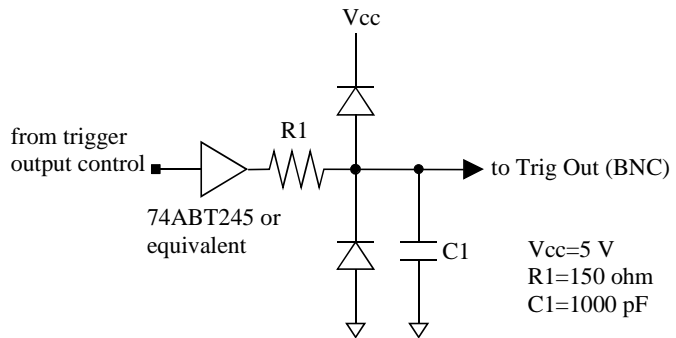 Vcc
from trigger
output control
R1
to Trig Out (BNC)
74ABT245 or
equivalent
C1
Vcc=5 V
R1=150 ohm
C1=1000 pF